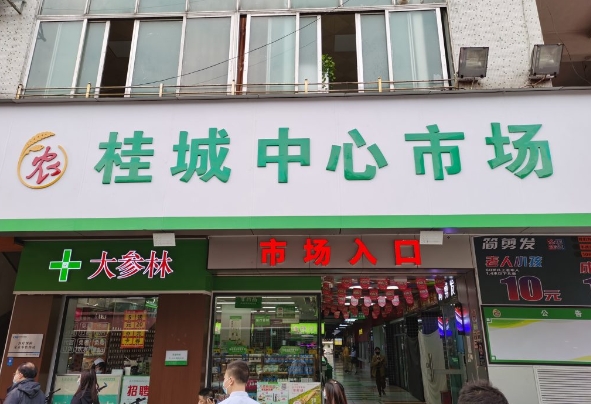 农
桂城中心市场
大参林
市场入口
简剪发
老人小孩
10元
公告
招聘